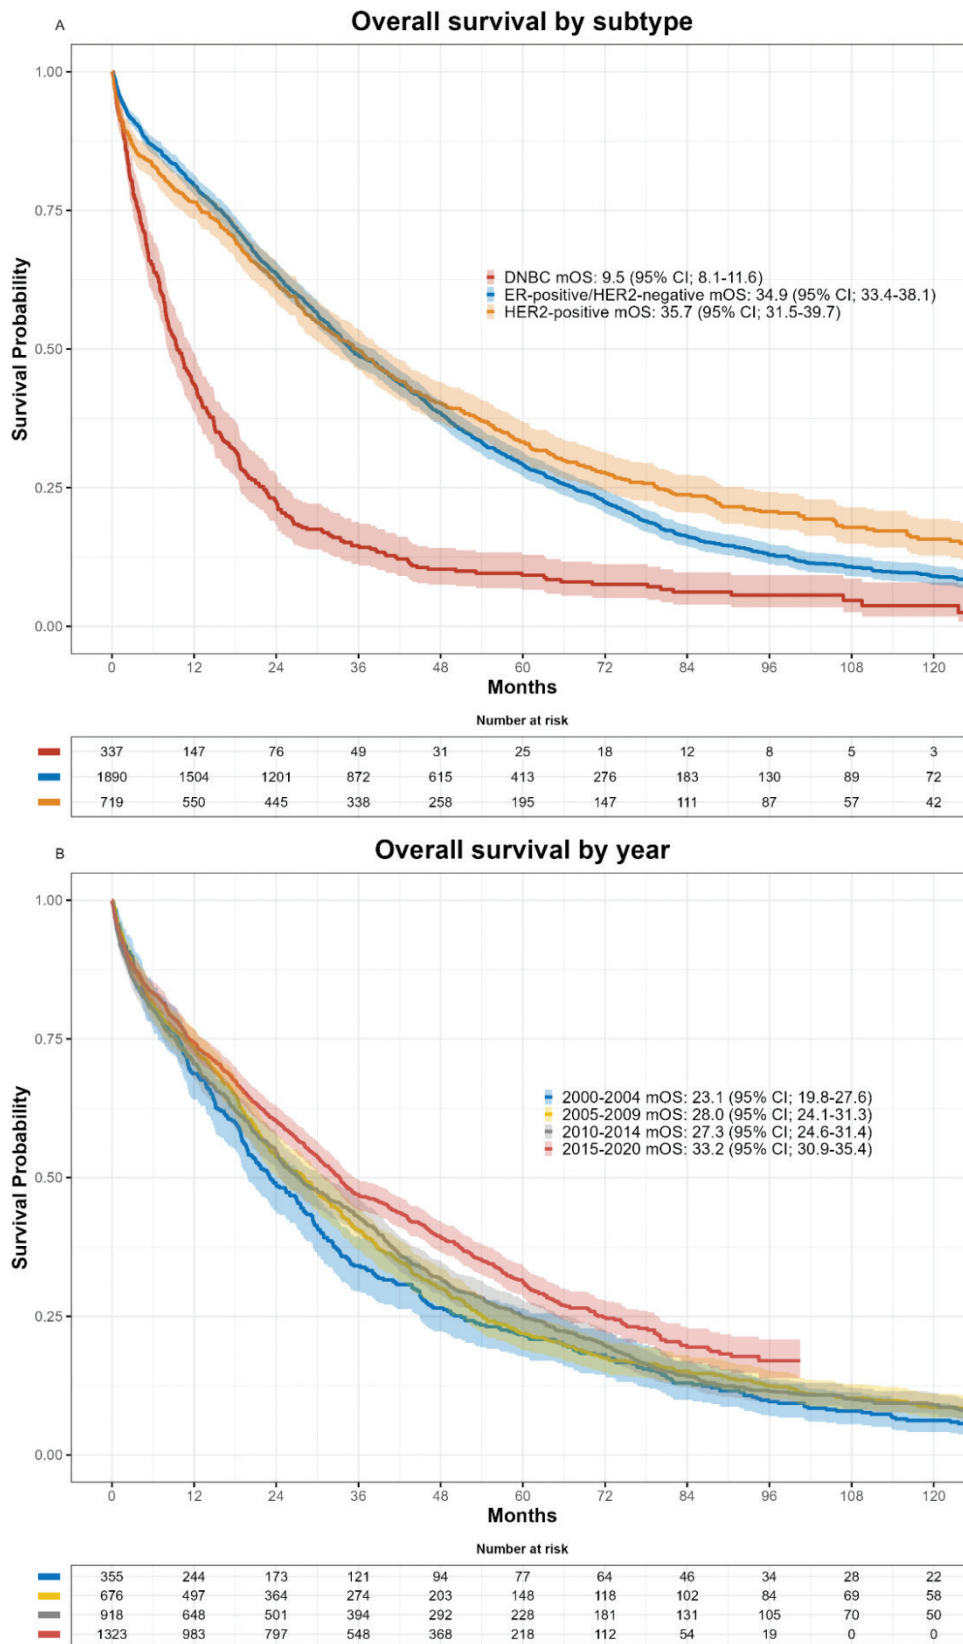 A
Overall survival by subtype
1.00
0.75
0.50
0.25
0.00
Survival Probability
DNBC mOS: 9.5 (95% CI; 8.1-11.6)
ER-positive/HER2-negative mOS: 34.9 (95% CI; 33.4-38.1)
HER2-positive mOS: 35.7 (95% CI; 31.5-39.7)
0 12 24 36 48 60 72 84 96 108 120
Months
Number at risk
337 147 76 49 31 25 18 12 8 5 3
1890 1504 1201 872 615 413 276 183 130 89 72
719 550 445 338 258 195 147 111 87 57 42
B
Overall survival by year
1.00
0.75
0.50
0.25
0.00
Survival Probability
2000-2004 mOS: 23.1 (95% CI; 19.8-27.6)
2005-2009 mOS: 28.0 (95% CI; 24.1-31.3)
2010-2014 mOS: 27.3 (95% CI; 24.6-31.4)
2015-2020 mOS: 33.2 (95% CI; 30.9-35.4)
0 12 24 36 48 60 72 84 96 108 120
Months
Number at risk
355 244 173 121 94 77 64 46 34 28 22
676 497 364 274 203 148 118 102 84 69 58
918 648 501 394 292 228 181 131 105 70 50
1323 983 797 548 368 218 112 54 19 0 0